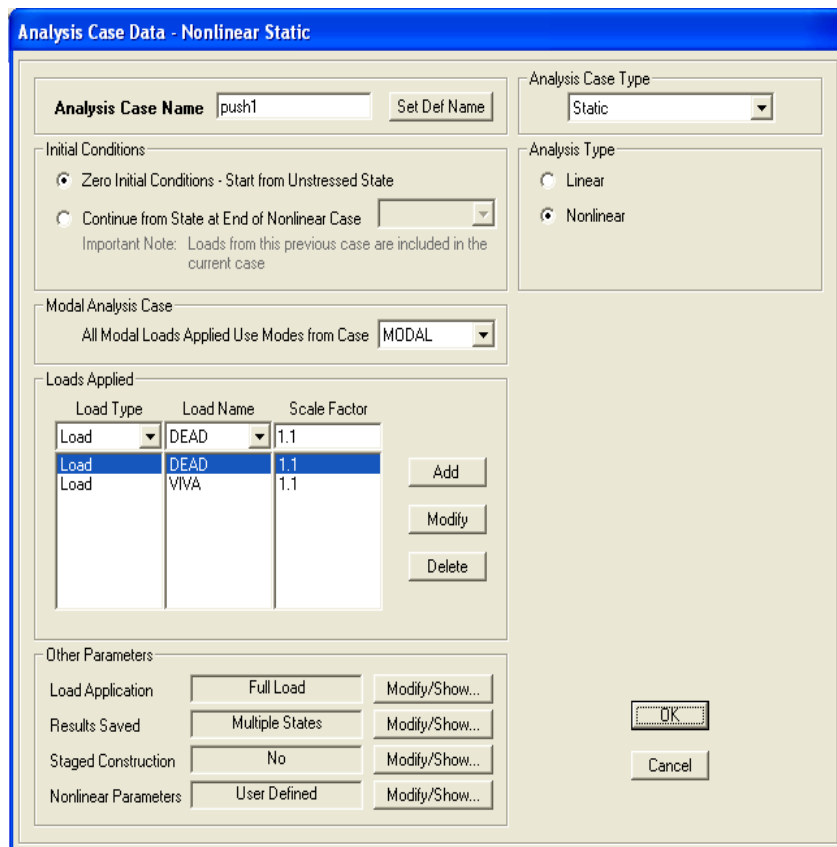 Analysis Case Data - Nonlinear Static
Analysis Case Name push1 Set Def Name
Analysis Case Type
Static
Initial Conditions
Zero Initial Conditions - Start from Unstressed State
Continue from State at End of Nonlinear Case
Important Note: Loads from this previous case are included in the
current case
Analysis Type
Linear
Nonlinear
Modal Analysis Case
All Modal Loads Applied Use Modes from Case MODAL
Loads Applied
Load Type Load Name Scale Factor
Load DEAD 1.1
Load DEAD 1.1
Load VIVA 1.1
Add
Modify
Delete
Other Parameters
Load Application Full Load Modify/Show...
Results Saved Multiple States Modify/Show...
Staged Construction No Modify/Show...
Nonlinear Parameters User Defined Modify/Show...
OK
Cancel